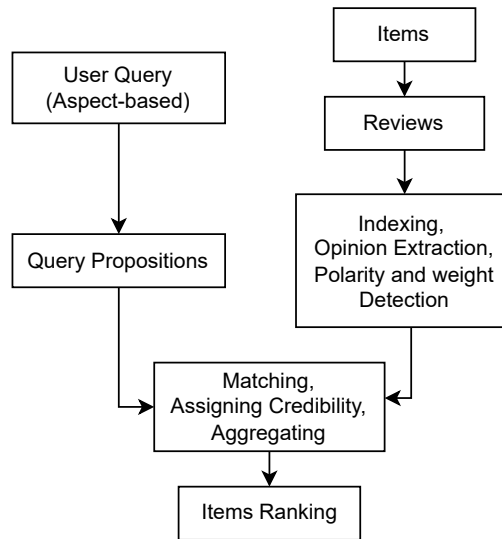 Items
User Query
(Aspect-based)
Reviews
Indexing,
Opinion Extraction,
Polarity and weight
Detection
Query Propositions
Matching,
Assigning Credibility,
Aggregating
Items Ranking